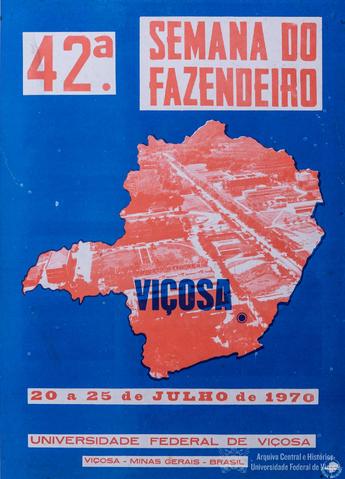 42ª.
SEMANA DO
FAZENDEIRO
VIÇOSA
20 a 25 de JULHO de 1970
UNIVERSIDADE FEDERAL DE VIÇOSA
VIÇOSA - MINAS GERAIS - BRASIL
Arquivo Central e Histórico
Universidade Federal de Viçosa